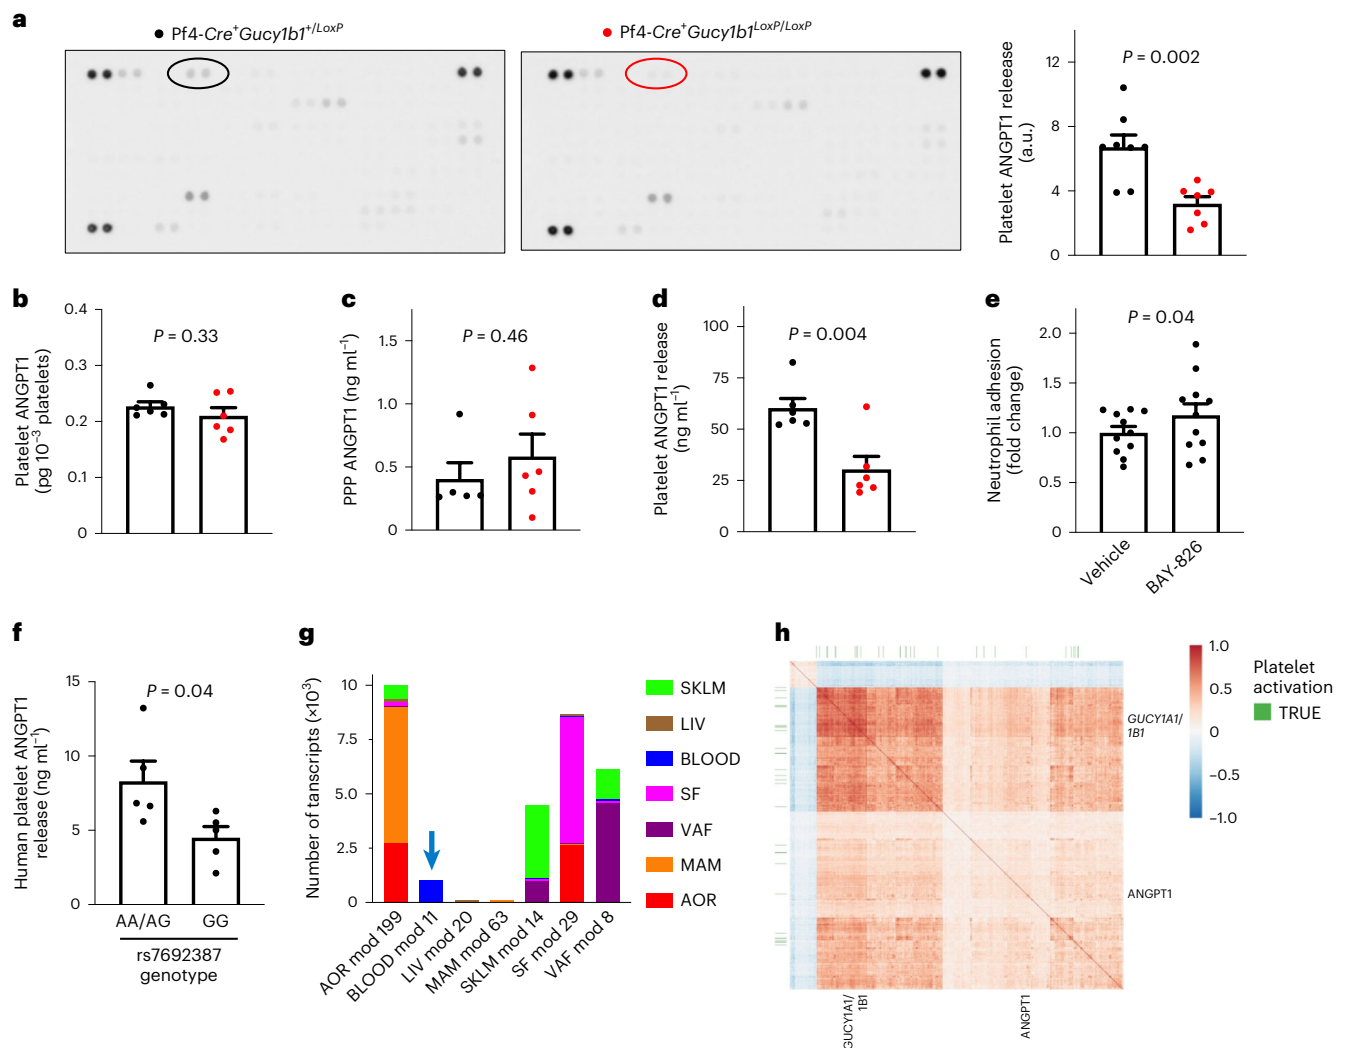 a
Pf4-Cre⁺Gucy1b1⁺/LoxP
Pf4-Cre⁺Gucy1b1LoxP/LoxP
Platelet ANGPT1 releease
(a.u.)
12
8
4
0
P = 0.002
b
Platelet ANGPT1
(pg 10⁻³ platelets)
0.4
0.3
0.2
0.1
0
P = 0.33
c
PPP ANGPT1 (ng ml⁻¹)
1.5
1.0
0.5
0
P = 0.46
d
Platelet ANGPT1 release
(ng ml⁻¹)
100
75
50
25
0
P = 0.004
e
Neutrophil adhesion
(fold change)
2.0
1.5
1.0
0.5
0
P = 0.04
Vehicle
BAY-826
f
Human platelet ANGPT1
release (ng ml⁻¹)
15
10
5
0
P = 0.04
AA/AG GG
rs7692387
genotype
g
Number of tanscripts (×10³)
10
7.5
5.0
2.5
0
AOR mod 199
BLOOD mod 11
LIV mod 20
MAM mod 63
SKLM mod 14
SF mod 29
VAF mod 8
SKLM
LIV
BLOOD
SF
VAF
MAM
AOR
h
GUCY1A1/
1B1
ANGPT1
GUCY1A1/
1B1
ANGPT1
1.0
0.5
0
−0.5
−1.0
Platelet
activation
TRUE